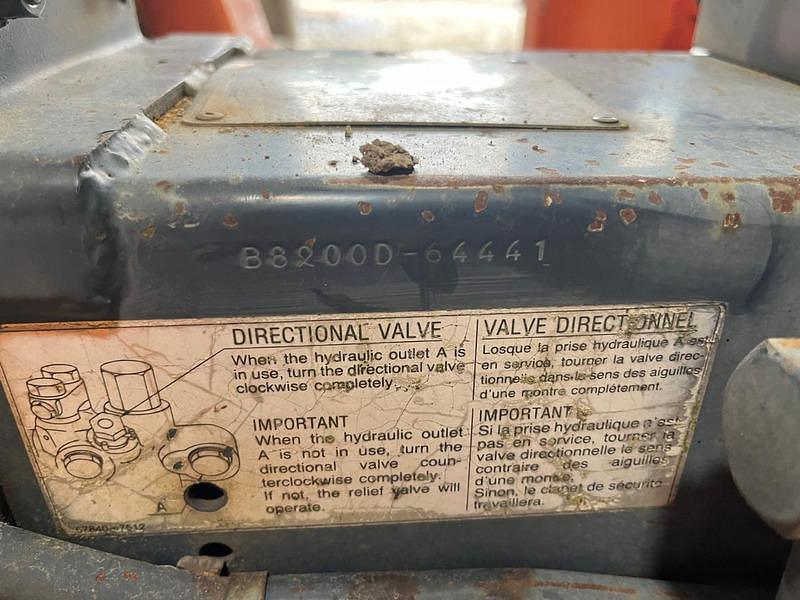 B8200D-64441
DIRECTIONAL VALVE
When the hydraulic outlet A is
in use, turn the directional valve
clockwise completely.
IMPORTANT
When the hydraulic outlet
A is not in use, turn the
directional valve coun-
terclockwise completely.
If not, the relief valve will
operate.
A
67840-7512
VALVE DIRECTIONNEL
Losque la prise hydraulique A est
en service, tourner la valve direc-
tionnelle dans le sens des aiguilles
d'une montre complétement.
IMPORTANT
Si la prise hydraulique n'est
pas en service, tourner la
valve directionnelle le sens
contraire des aiguilles
d'une montre.
Sinon, le clapet de sécurité
travaillera.